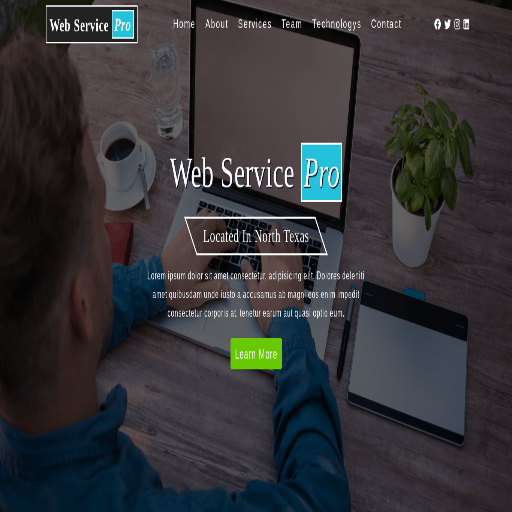 Web Service Pro
Home About Services Team Technologys Contact
Web Service Pro
Located In North Texas
Lorem ipsum dolor sit amet consectetur, adipisicing elit. Dolores deleniti
amet quibusdam unde iusto a accusamus ab magni eos enim impedit
consectetur corporis at, tenetur earum aut quasi optio eum.
Learn More